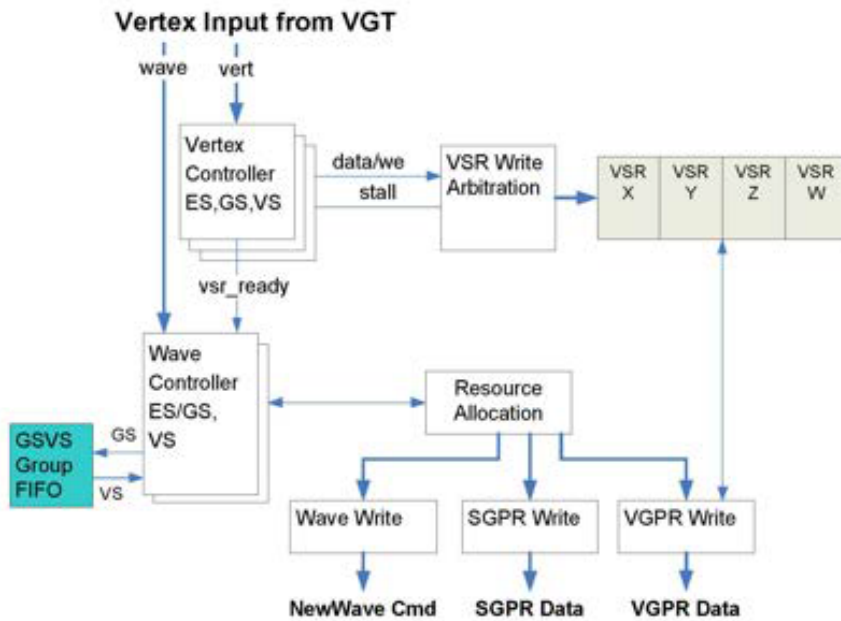 Vertex Input from VGT
wave
vert
Vertex
Controller
ES,GS,VS
data/we
stall
VSR Write
Arbitration
VSR
X
VSR
Y
VSR
Z
VSR
W
vsr_ready
Wave
Controller
ES/GS,
VS
Resource
Allocation
GSVS
Group
FIFO
GS
VS
Wave Write
SGPR Write
VGPR Write
NewWave Cmd
SGPR Data
VGPR Data